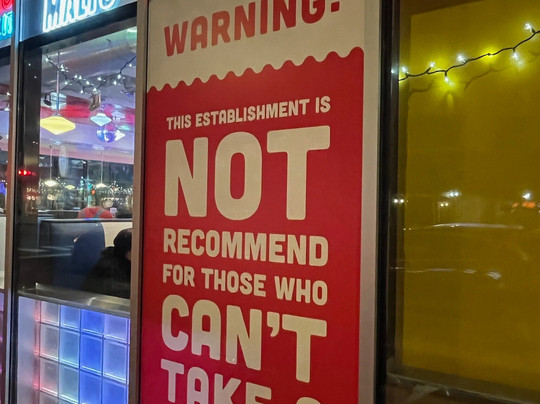 WARNING:
THIS ESTABLISHMENT IS
NOT
RECOMMEND
FOR THOSE WHO
CAN'T
TAKE A